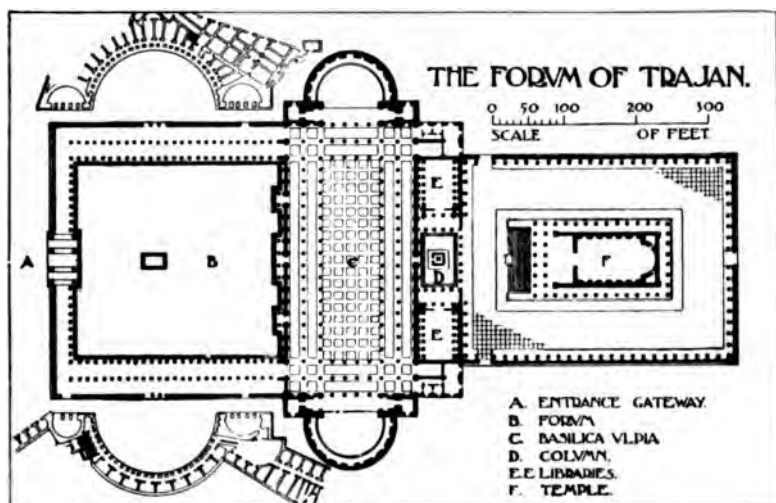 THE FORVM OF TRAJAN.
0 50 100 200 300
SCALE OF FEET
E
A B C D F
E
A. ENTRANCE GATEWAY.
B. FORVM
C. BASILICA VLPIA
D. COLVMN.
E.E LIBRARIES.
F. TEMPLE.